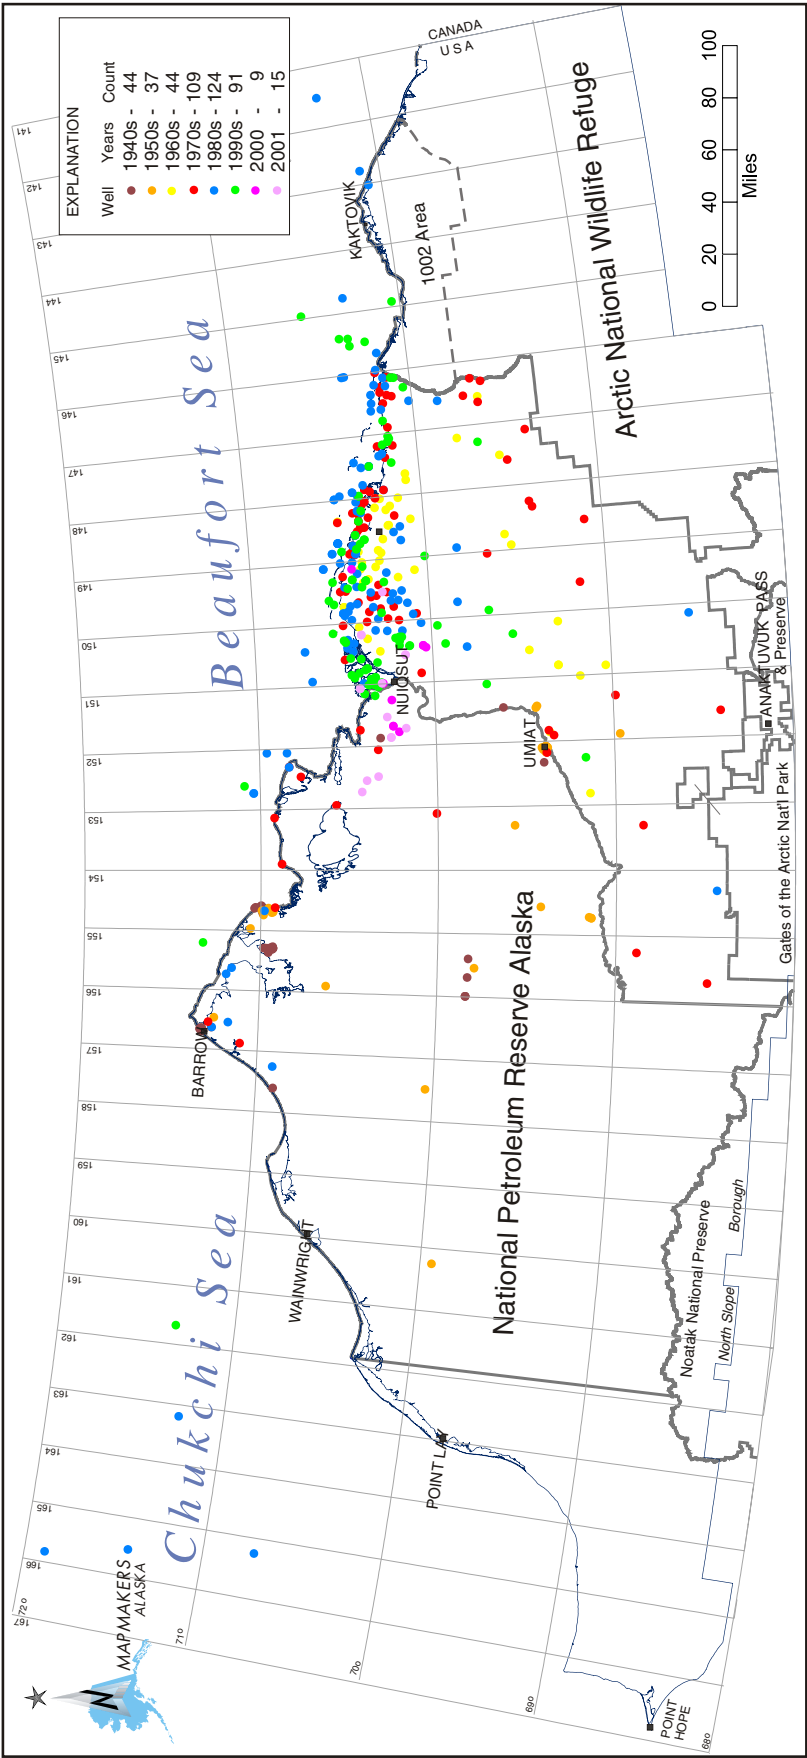 EXPLANATION
Well Years Count
1940s - 44
1950s - 37
1960s - 44
1970s - 109
1980s - 124
1990s - 91
2000 - 9
2001 - 15
CANADA
USA
Beaufort Sea
Chukchi Sea
KAKTOVIK
1002 Area
Arctic National Wildlife Refuge
0 20 40 60 80 100
Miles
NUIQSUT
UMIAT
ANAKTUVUK PASS
& Preserve
Gates of the Arctic Nat'l Park
BARROW
National Petroleum Reserve Alaska
WAINWRIGHT
POINT LAY
Noatak National Preserve
North Slope
Borough
POINT
HOPE
MAPMAKERS
ALASKA
N
141
142
143
144
145
146
147
148
149
150
151
152
153
154
155
156
157
158
159
160
161
162
163
164
165
166
167
72o
71o
70o
69o
68o